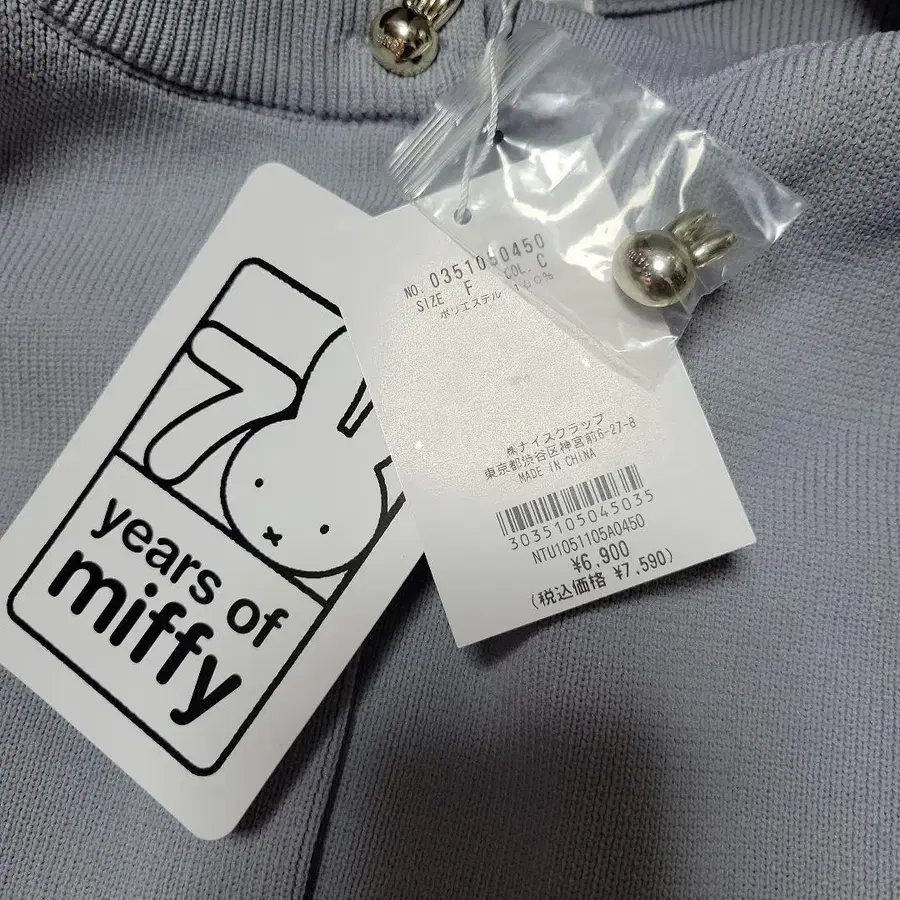 years of
miffy
NO. 0351050450
SIZE F COL. C
ポリエステル 100%
㈱ナイスクラップ
東京都渋谷区神宮前6-27-8
MADE IN CHINA
3035105045035
NTU1051105A0450
¥6,900
(税込価格 ¥7,590)